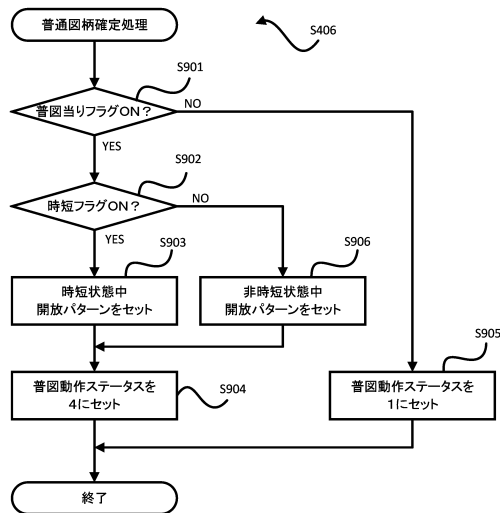 普通図柄確定処理
S406
S901
普図当りフラグON？
NO
YES
S902
時短フラグON？
NO
YES
S903
S906
時短状態中
開放パターンをセット
非時短状態中
開放パターンをセット
S905
普図動作ステータスを
4にセット
S904
普図動作ステータスを
1にセット
終了